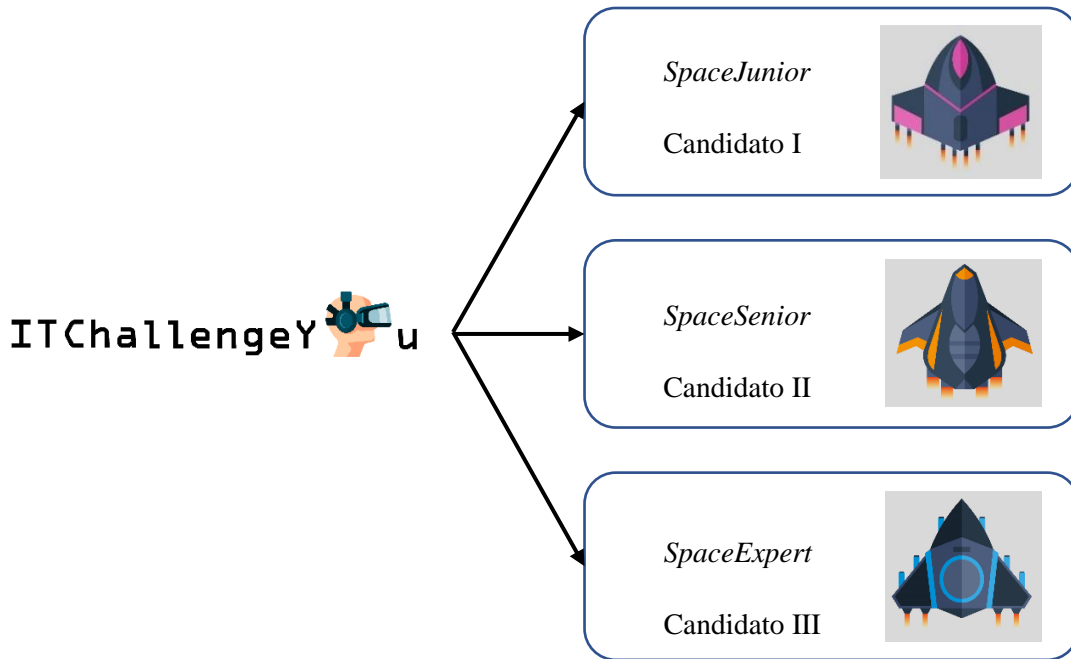 ITChallengeY u
SpaceJunior
Candidato I
SpaceSenior
Candidato II
SpaceExpert
Candidato III